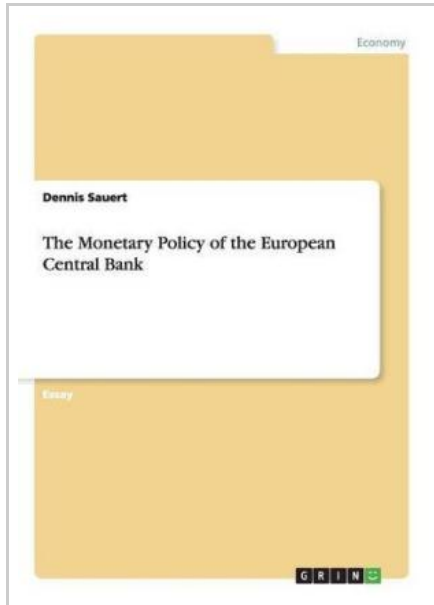 Economy
Dennis Sauert
The Monetary Policy of the European
Central Bank
Essay
GRIN